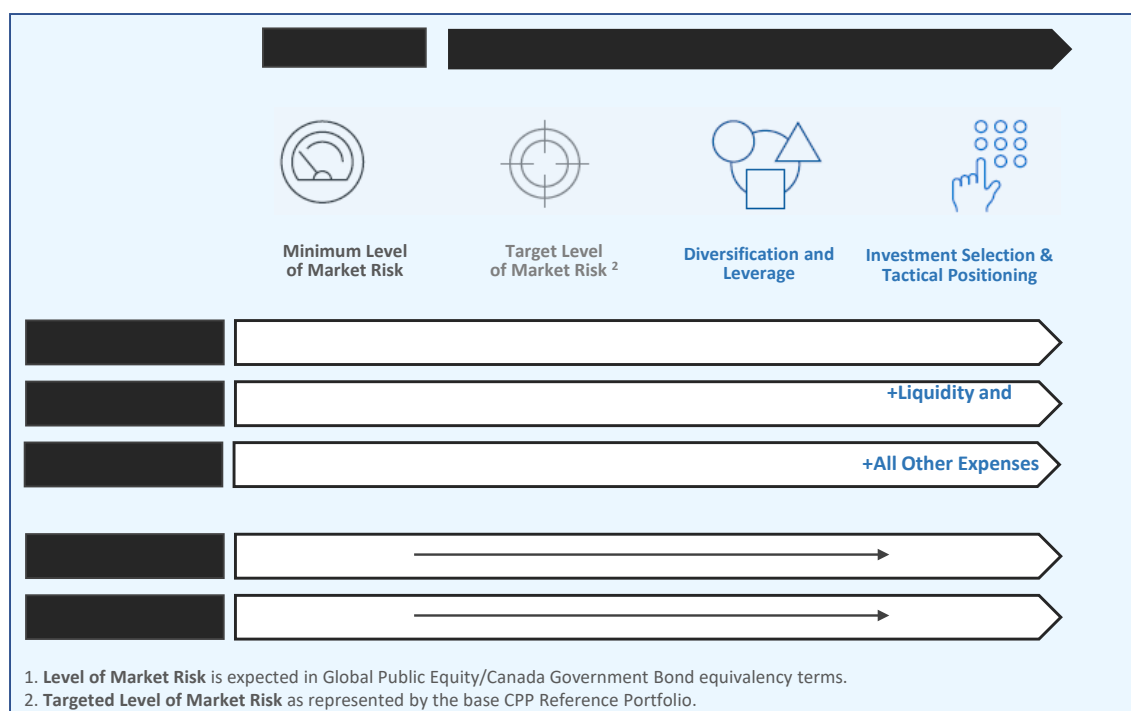 Minimum Level
of Market Risk
Target Level
of Market Risk ²
Diversification and
Leverage
Investment Selection &
Tactical Positioning
+Liquidity and
+All Other Expenses
1. Level of Market Risk is expected in Global Public Equity/Canada Government Bond equivalency terms.
2. Targeted Level of Market Risk as represented by the base CPP Reference Portfolio.